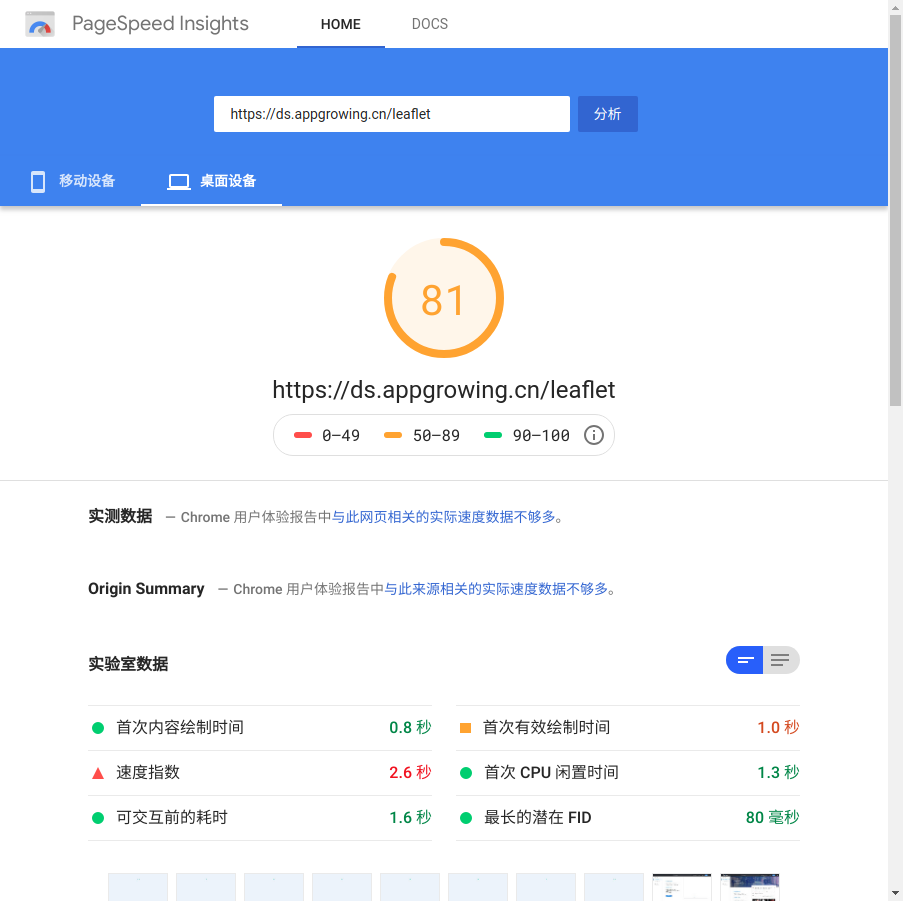 PageSpeed Insights HOME DOCS
https://ds.appgrowing.cn/leaflet 分析
移动设备 桌面设备
81
https://ds.appgrowing.cn/leaflet
0–49 50–89 90–100
实测数据 — Chrome 用户体验报告中与此网页相关的实际速度数据不够多。
Origin Summary — Chrome 用户体验报告中与此来源相关的实际速度数据不够多。
实验室数据
首次内容绘制时间 0.8 秒 首次有效绘制时间 1.0 秒
速度指数 2.6 秒 首次 CPU 闲置时间 1.3 秒
可交互前的耗时 1.6 秒 最长的潜在 FID 80 毫秒